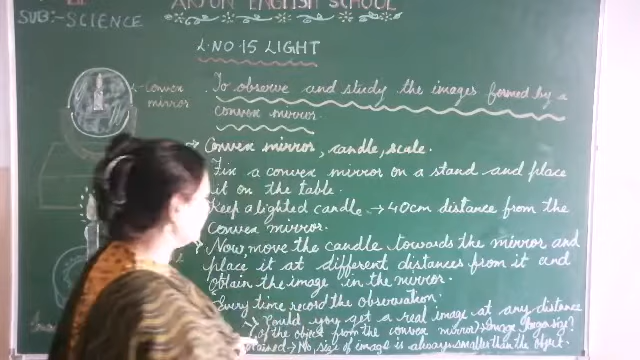 ENGLISH SCHOOL
SUB:- SCIENCE
L.NO.15 LIGHT
To observe and study the images formed by a
convex mirror.
Convex
mirror
Convex mirror, candle, scale.
Fix a convex mirror on a stand and place
it on the table.
Keep a lighted candle → 40cm distance from the
convex mirror.
Now, move the candle towards the mirror and
place it at different distances from it and
obtain the image in the mirror.
Every time record the observation.
Could you get a real image at any distance
of the object from the convex mirror? size?
→ No size of image is always smaller than the object.